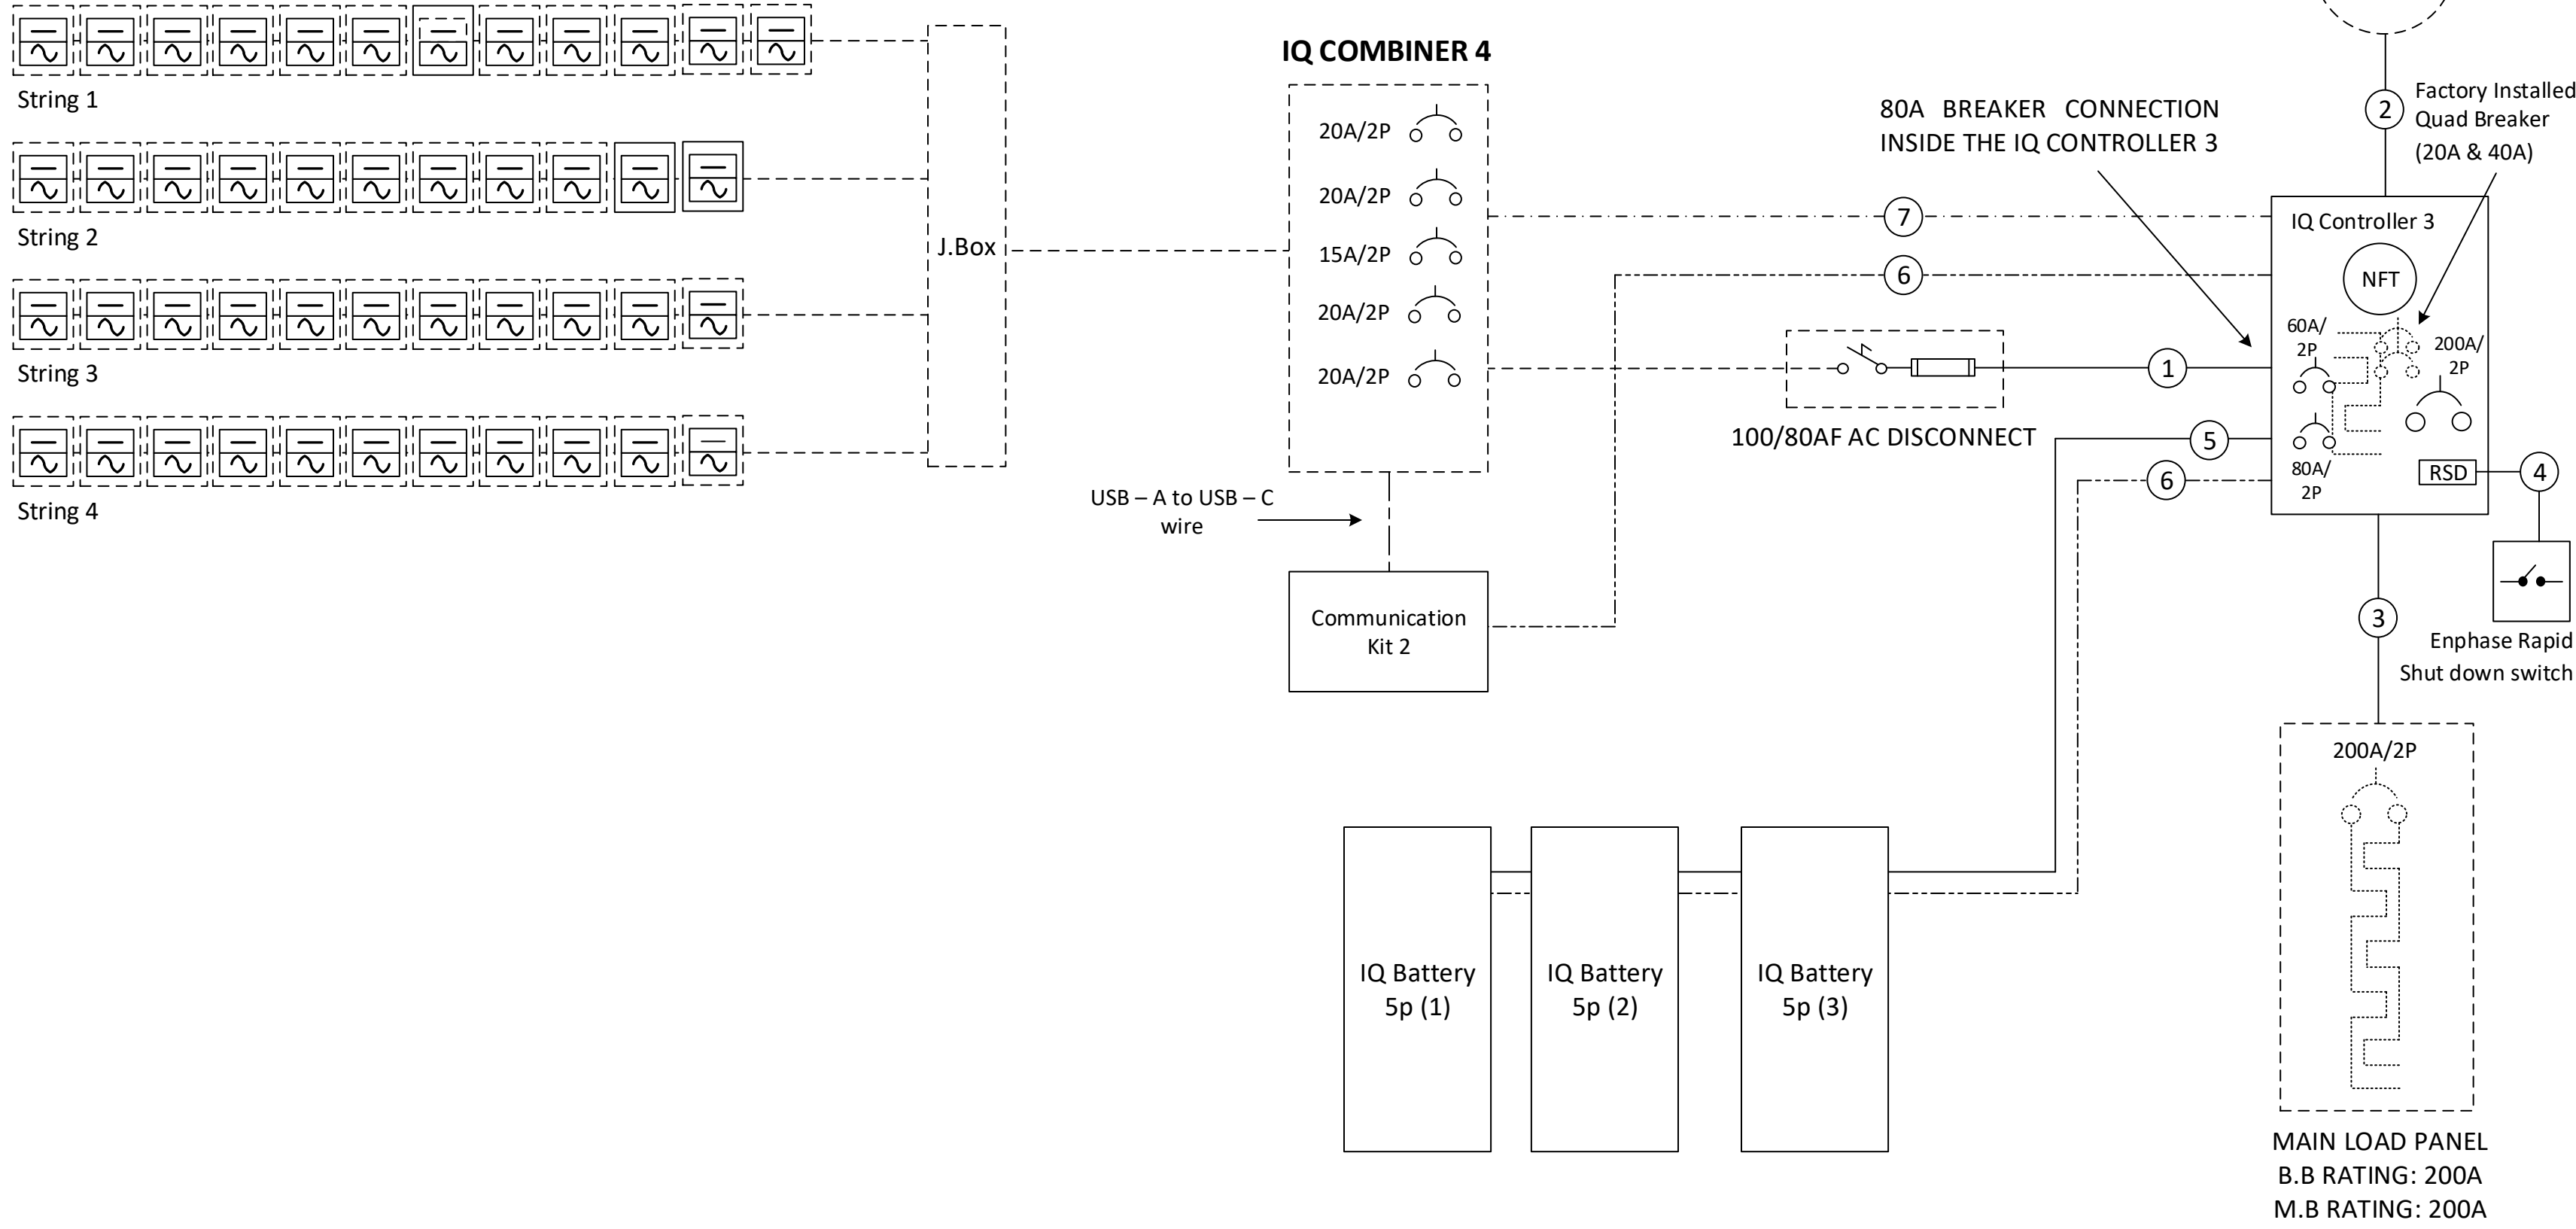 String 1
String 2
String 3
String 4
J.Box
IQ COMBINER 4
20A/2P
20A/2P
15A/2P
20A/2P
20A/2P
USB – A to USB – C
wire
Communication
Kit 2
7
6
1
5
6
80A BREAKER CONNECTION
INSIDE THE IQ CONTROLLER 3
100/80AF AC DISCONNECT
2
Factory Installed
Quad Breaker
(20A & 40A)
IQ Controller 3
NFT
60A/
2P
200A/
2P
80A/
2P
RSD
4
3
Enphase Rapid
Shut down switch
IQ Battery
5p (1)
IQ Battery
5p (2)
IQ Battery
5p (3)
200A/2P
MAIN LOAD PANEL
B.B RATING: 200A
M.B RATING: 200A